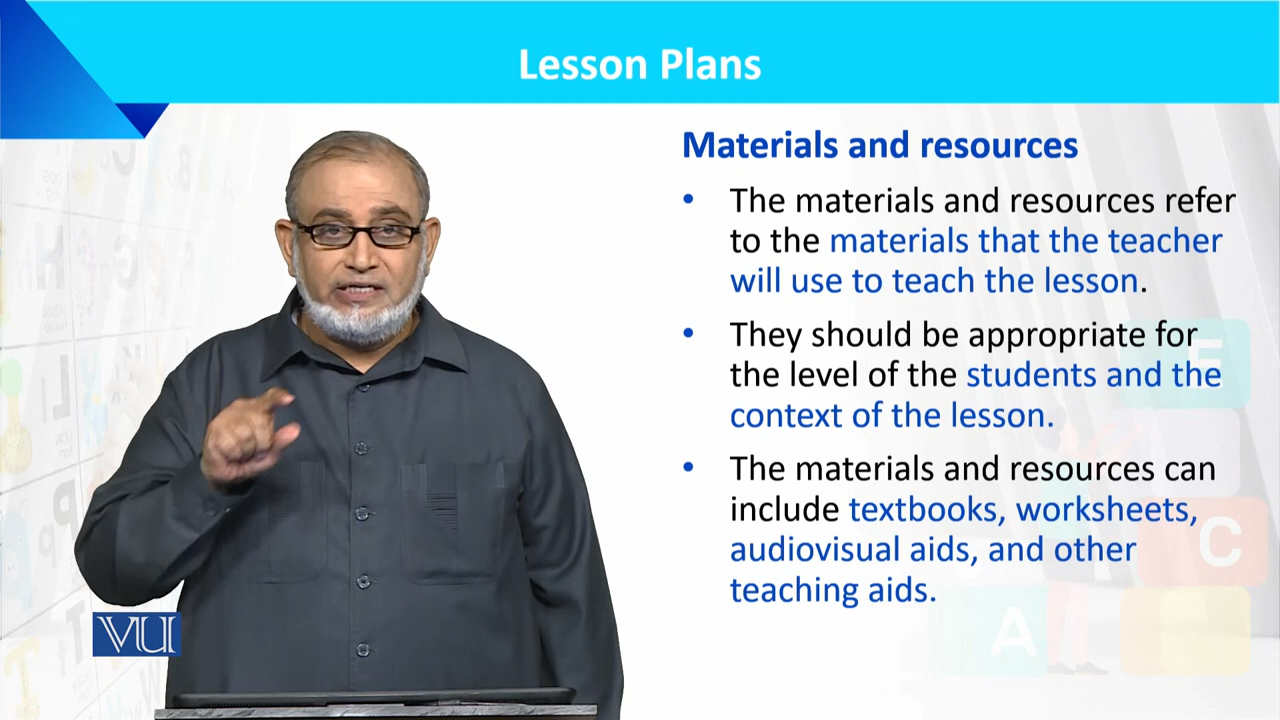 Lesson Plans
Materials and resources
• The materials and resources refer
to the materials that the teacher
will use to teach the lesson.
• They should be appropriate for
the level of the students and the
context of the lesson.
• The materials and resources can
include textbooks, worksheets,
audiovisual aids, and other
teaching aids.
VU
E
C
A